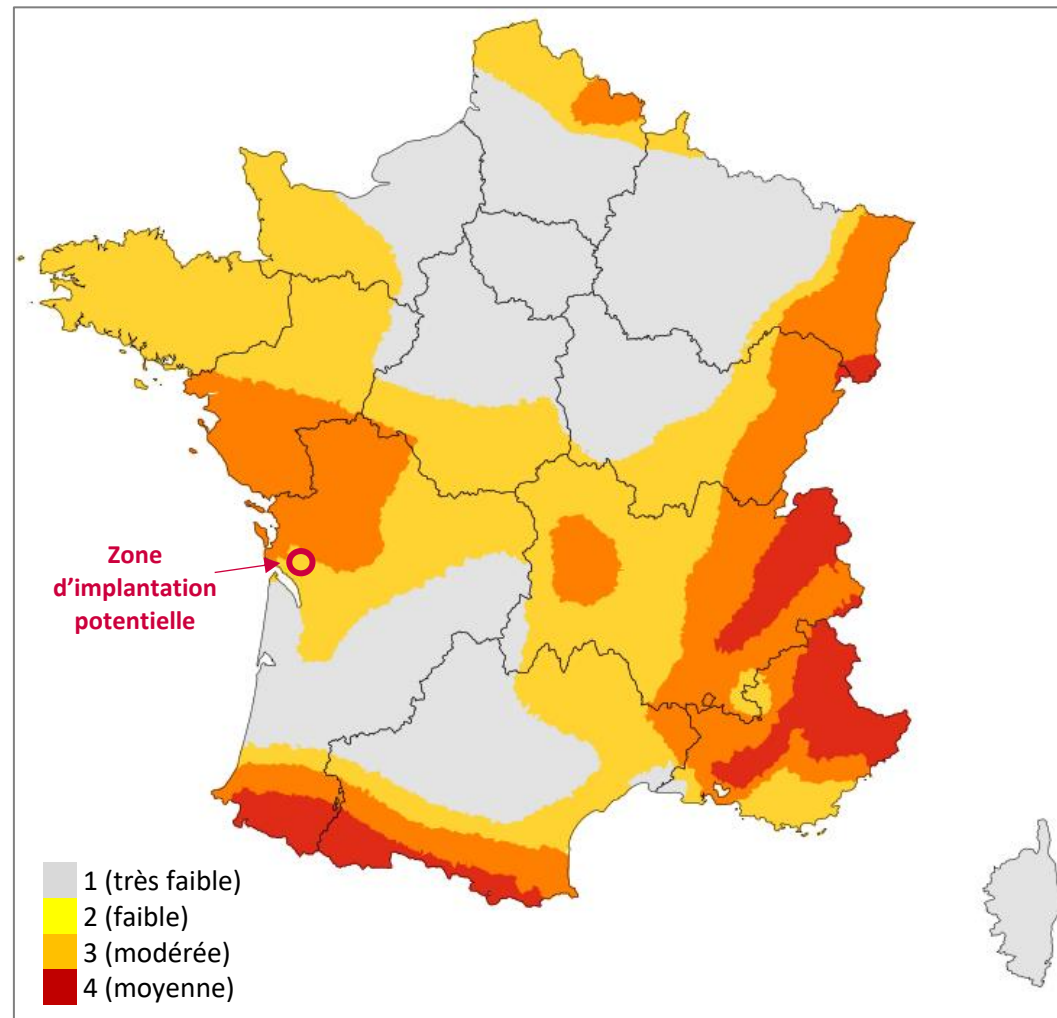 Zone
d’implantation
potentielle
1 (très faible)
2 (faible)
3 (modérée)
4 (moyenne)